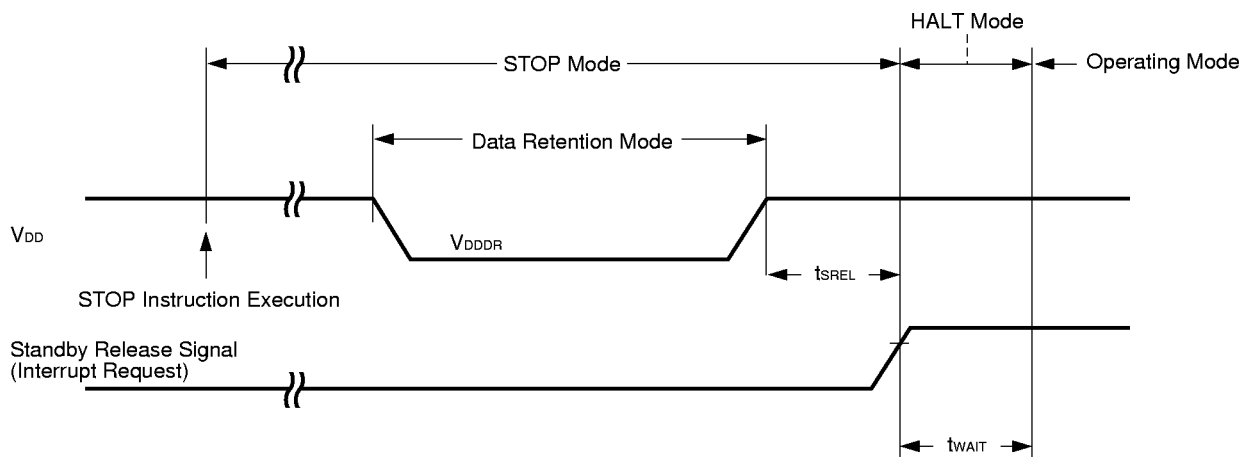 HALT Mode
STOP Mode
Operating Mode
Data Retention Mode
VDD
VDDDR
tSREL
STOP Instruction Execution
Standby Release Signal
(Interrupt Request)
tWAIT